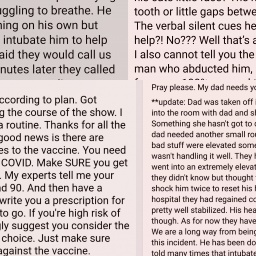 uggling to breathe. He
ning on his own but
intubate him to help
aid they would call us
nutes later they called
tooth or little gaps betwe
The verbal silent cues he
help?! No??? Well that's a
I also cannot tell you the
man who abducted him,
ccording to plan. Got
ng the course of the show. I
a routine. Thanks for all the
good news is there are
es to the vaccine. You need
COVID. Make SURE you get
. My experts tell me your
nd 90. And then have a
write you a prescription for
to go. If you're high risk of
gly suggest you consider the
choice. Just make sure
against the vaccine.
Pray please. My dad needs yo
**update: Dad was taken off i
into the room with dad and sl
Something she hasn't got to d
dad needed another small rou
bad stuff were elevated some
wasn't handling it well. They h
went into an extremely elevat
they didn't know but thought
shock him twice to reset his h
hospital they had regained co
pretty well stabilized. His hea
though. As for now they have
We are a long way from being
this incident. He has been do
told many times that intubate